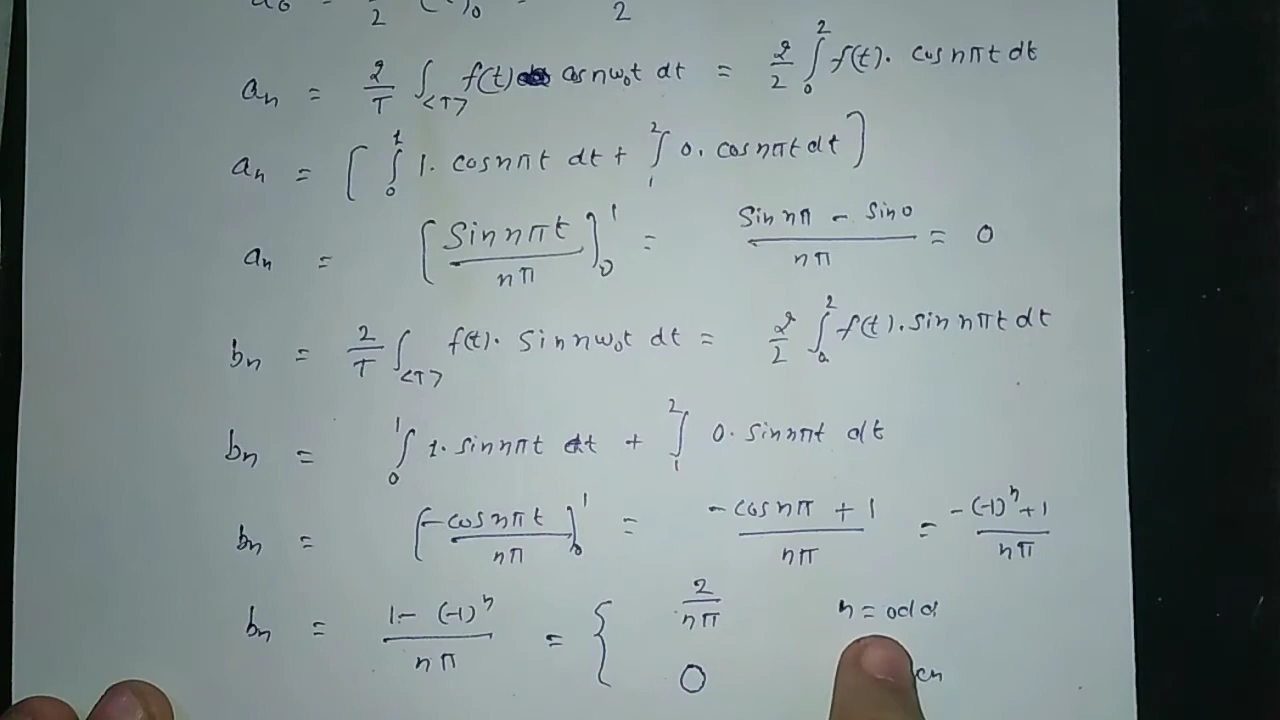 a₀ = /2 ( )₀ = /2
aₙ = 2/T ∫<T> f(t) cos nω₀t dt = 2/2 ∫₀² f(t). cos nπt dt
aₙ = [ ∫₀¹ 1. cos nπt dt + ∫₁² 0. cos nπt dt ]
aₙ = [ Sin nπt / nπ ]₀¹ = Sin nπ - Sin 0 / nπ = 0
bₙ = 2/T ∫<T> f(t). Sin nω₀t dt = 2/2 ∫₀² f(t). sin nπt dt
bₙ = ∫₀¹ 1. sin nπt dt + ∫₁² 0. sin nπt dt
bₙ = [ -cos nπt / nπ ]₀¹ = -cos nπ + 1 / nπ = -(-1)ⁿ+1 / nπ
bₙ = 1-(-1)ⁿ / nπ = { 2/nπ n = odd
0 en